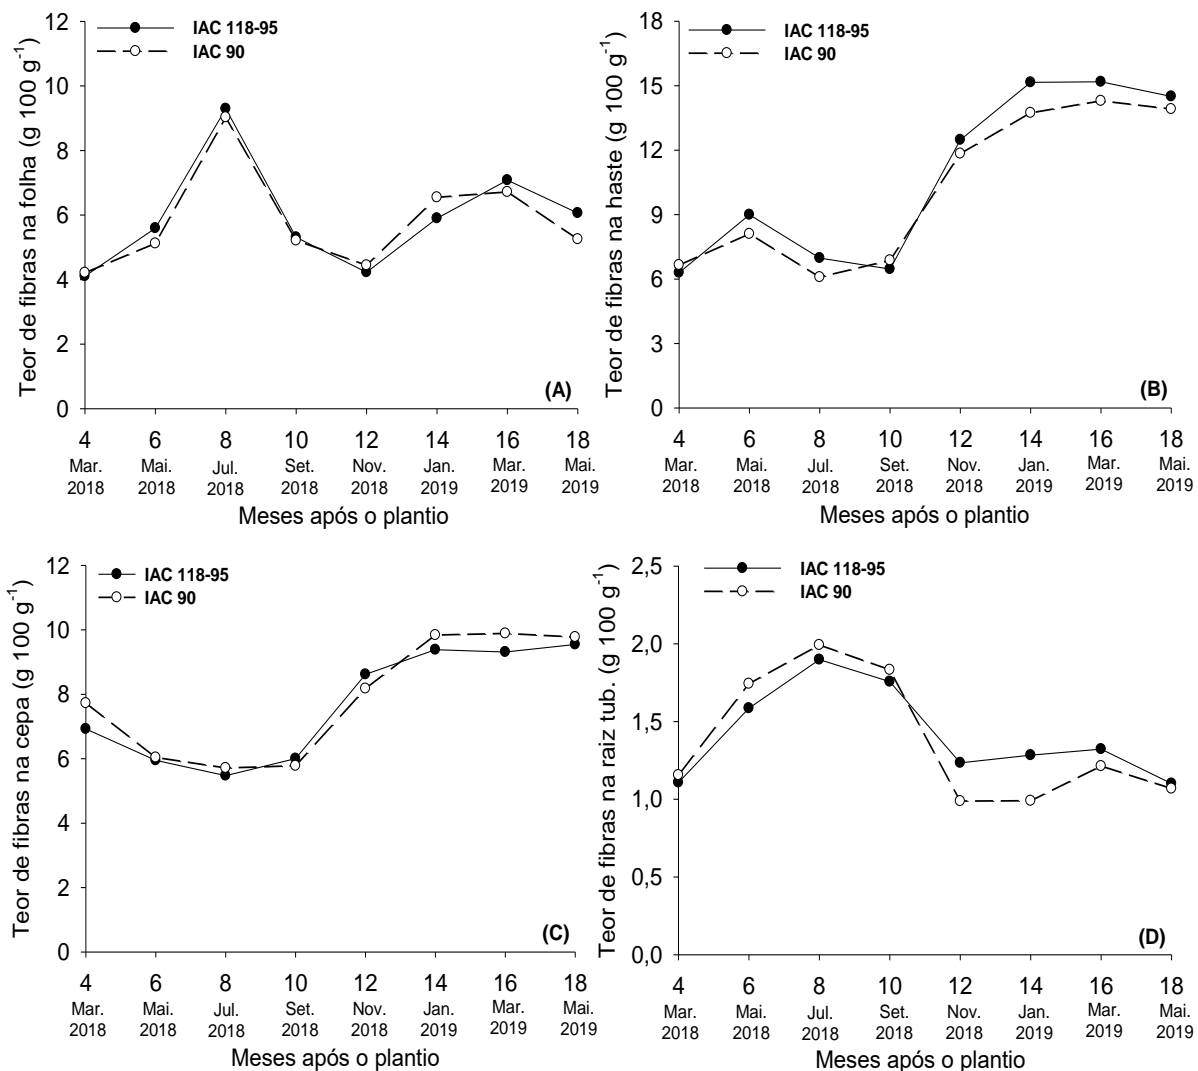 IAC 118-95
IAC 90
Teor de fibras na folha (g 100 g-1)
12
10
8
6
4
2
0
(A)
4 6 8 10 12 14 16 18
Mar. Mai. Jul. Set. Nov. Jan. Mar. Mai.
2018 2018 2018 2018 2018 2019 2019 2019
Meses após o plantio
IAC 118-95
IAC 90
Teor de fibras na haste (g 100 g-1)
18
15
12
9
6
3
0
(B)
4 6 8 10 12 14 16 18
Mar. Mai. Jul. Set. Nov. Jan. Mar. Mai.
2018 2018 2018 2018 2018 2019 2019 2019
Meses após o plantio
IAC 118-95
IAC 90
Teor de fibras na cepa (g 100 g-1)
12
10
8
6
4
2
0
(C)
4 6 8 10 12 14 16 18
Mar. Mai. Jul. Set. Nov. Jan. Mar. Mai.
2018 2018 2018 2018 2018 2019 2019 2019
Meses após o plantio
IAC 118-95
IAC 90
Teor de fibras na raiz tub. (g 100 g-1)
2,5
2,0
1,5
1,0
0,5
0,0
(D)
4 6 8 10 12 14 16 18
Mar. Mai. Jul. Set. Nov. Jan. Mar. Mai.
2018 2018 2018 2018 2018 2019 2019 2019
Meses após o plantio